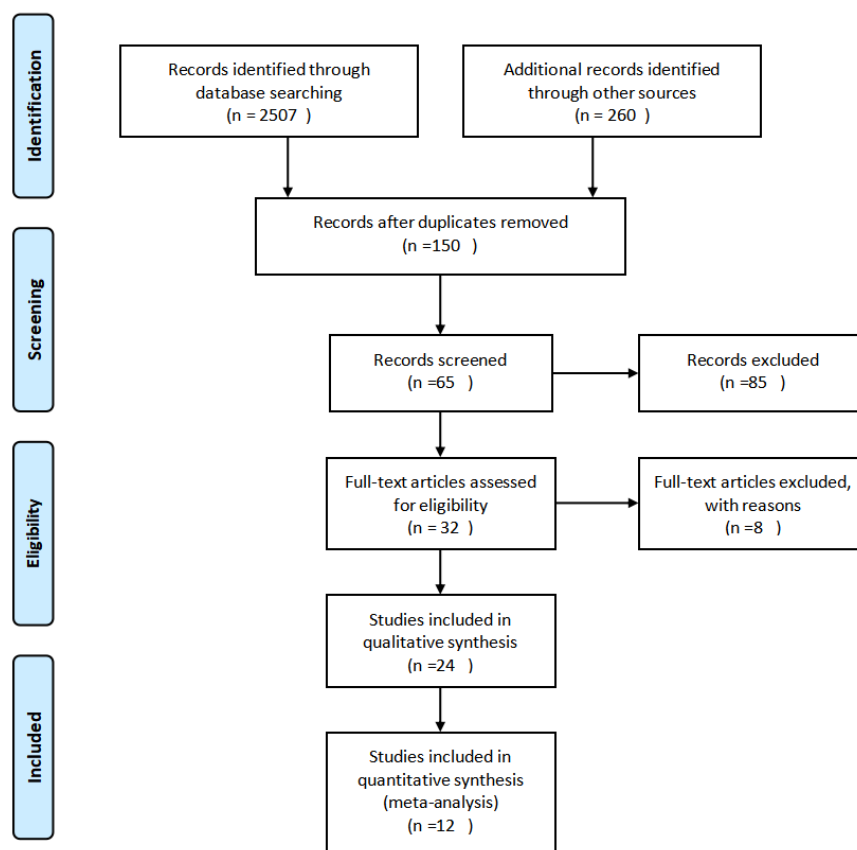 Identification
Records identified through
database searching
(n = 2507  )
Additional records identified
through other sources
(n = 260  )
Records after duplicates removed
(n =150  )
Screening
Records screened
(n =65  )
Records excluded
(n =85  )
Eligibility
Full-text articles assessed
for eligibility
(n = 32  )
Full-text articles excluded,
with reasons
(n =8  )
Studies included in
qualitative synthesis
(n =24  )
Included
Studies included in
quantitative synthesis
(meta-analysis)
(n =12  )